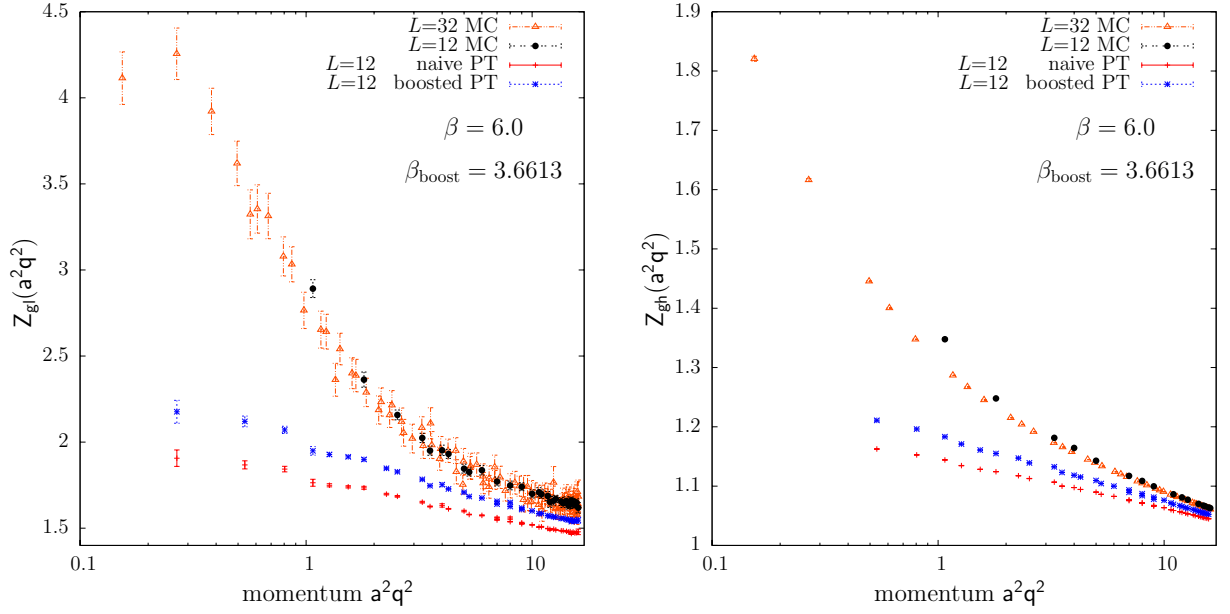 4.5
4
3.5
3
2.5
2
1.5
0.1
1
10
Z_gl(a²q²)
momentum a²q²
L=32 MC
L=12 MC
L=12 naive PT
L=12 boosted PT
β = 6.0
β_boost = 3.6613
1.9
1.8
1.7
1.6
1.5
1.4
1.3
1.2
1.1
1
0.1
1
10
Z_gh(a²q²)
momentum a²q²
L=32 MC
L=12 MC
L=12 naive PT
L=12 boosted PT
β = 6.0
β_boost = 3.6613